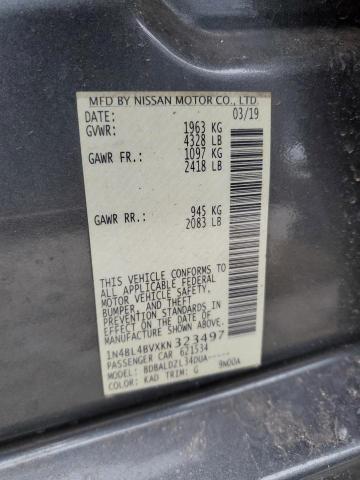 MFD BY NISSAN MOTOR CO., LTD.
DATE: 03/19
GVWR: 1963 KG
4328 LB
GAWR FR.: 1097 KG
2418 LB
GAWR RR.: 945 KG
2083 LB
THIS VEHICLE CONFORMS TO
ALL APPLICABLE FEDERAL
MOTOR VEHICLE SAFETY,
BUMPER, AND THEFT
PREVENTION STANDARDS IN
EFFECT ON THE DATE OF
MANUFACTURE SHOWN ABOVE.
1N4BL4BVXKN323497
PASSENGER CAR 621534
MODEL: BDBALDZL34DUA-----
COLOR: KAD TRIM: G 9N00A